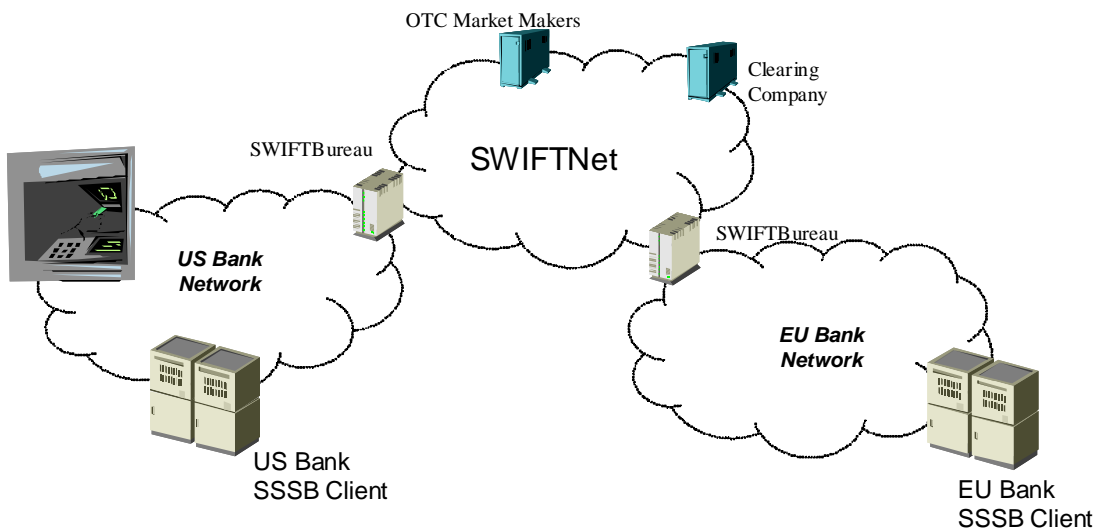 OTC Market Makers
Clearing
Company
SWIFTBureau
SWIFTNet
SWIFTBureau
US Bank
Network
EU Bank
Network
US Bank
SSSB Client
EU Bank
SSSB Client